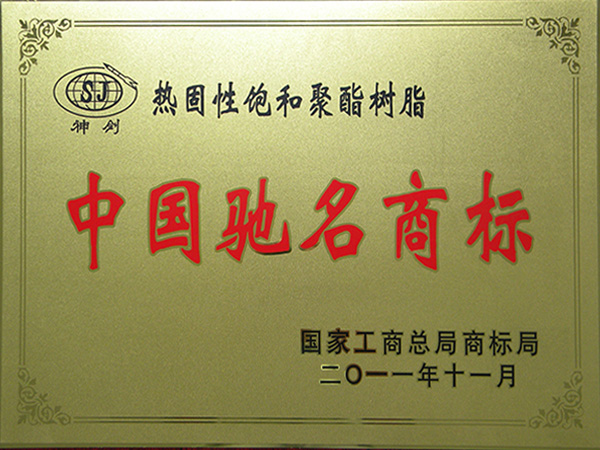 SJ
神剑
热固性饱和聚酯树脂
中国驰名商标
国家工商总局商标局
二〇一一年十一月